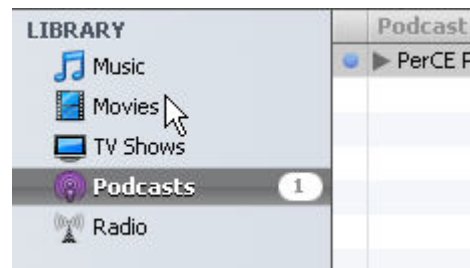 LIBRARY
Music
Movies
TV Shows
Podcasts 1
Radio
Podcast
PerCE